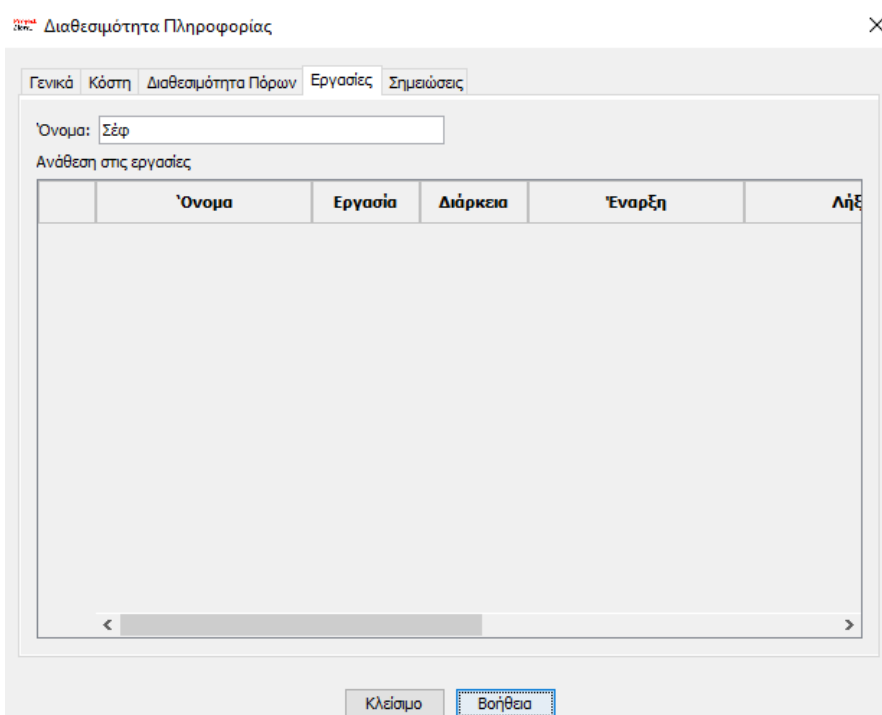 Διαθεσιμότητα Πληροφορίας
Γενικά Κόστη Διαθεσιμότητα Πόρων Εργασίες Σημειώσεις
Όνομα: Σέφ
Ανάθεση στις εργασίες
Όνομα Εργασία Διάρκεια Έναρξη Λήξ
Κλείσιμο Βοήθεια